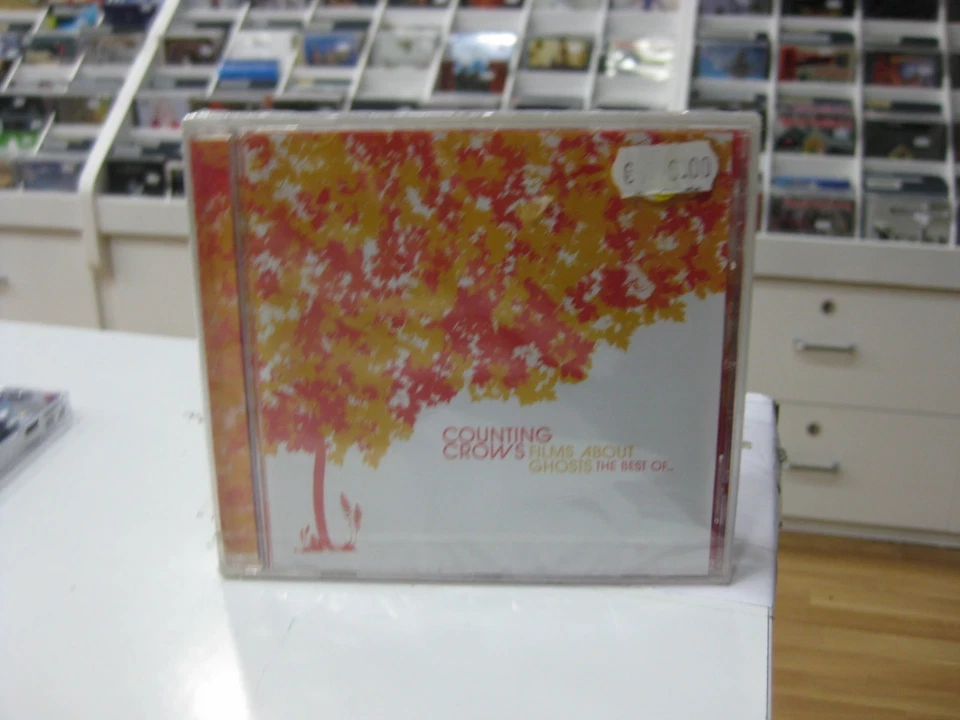 €
COUNTING
CROWS FILMS ABOUT
GHOSTS THE BEST OF...